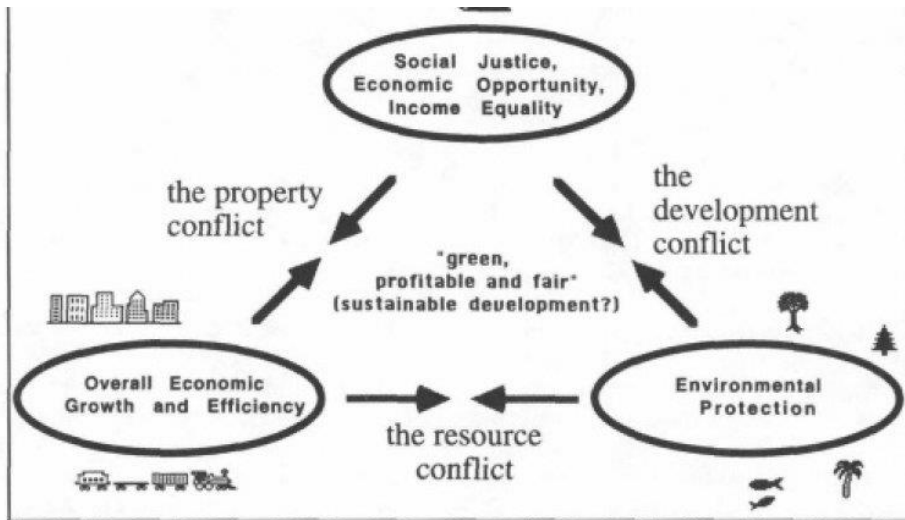 Social Justice,
Economic Opportunity,
Income Equality
the property
conflict
the
development
conflict
"green,
profitable and fair"
(sustainable development?)
Overall Economic
Growth and Efficiency
Environmental
Protection
the resource
conflict